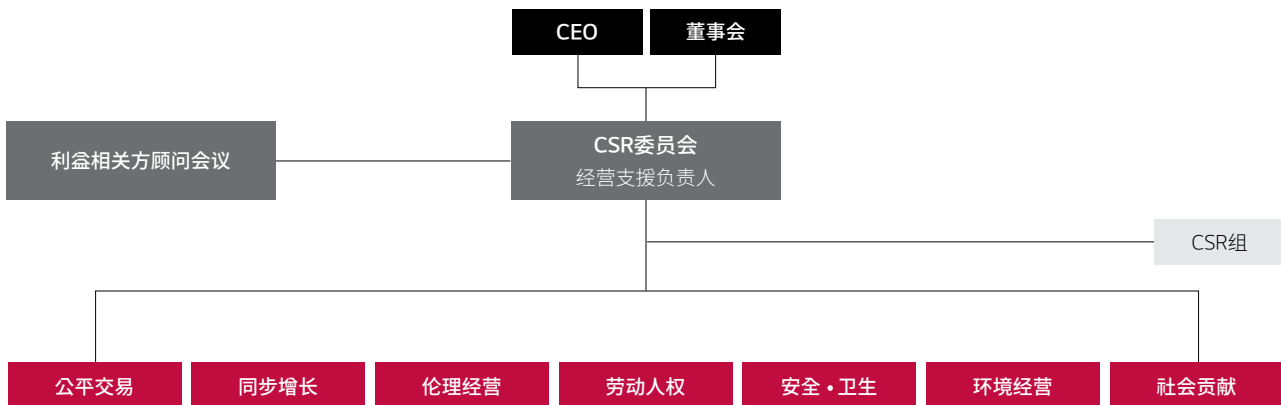 CEO
董事会
利益相关方顾问会议
CSR委员会
经营支援负责人
CSR组
公平交易
同步增长
伦理经营
劳动人权
安全 • 卫生
环境经营
社会贡献